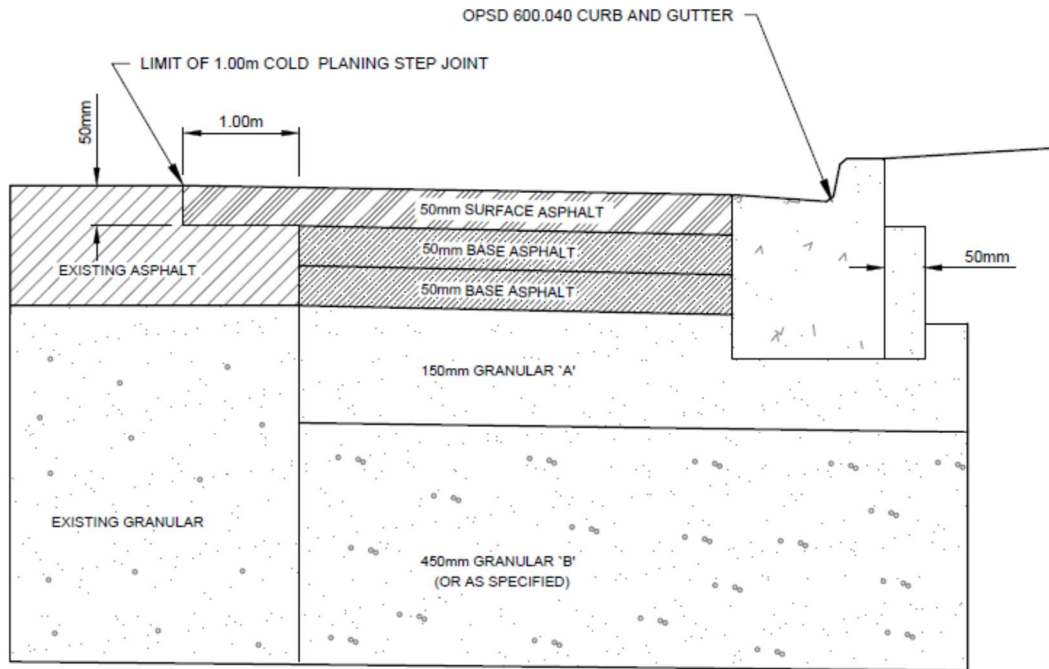 OPSD 600.040 CURB AND GUTTER
LIMIT OF 1.00m COLD PLANING STEP JOINT
50mm
1.00m
50mm SURFACE ASPHALT
50mm BASE ASPHALT
50mm
EXISTING ASPHALT
50mm BASE ASPHALT
150mm GRANULAR 'A'
EXISTING GRANULAR
450mm GRANULAR 'B'
(OR AS SPECIFIED)